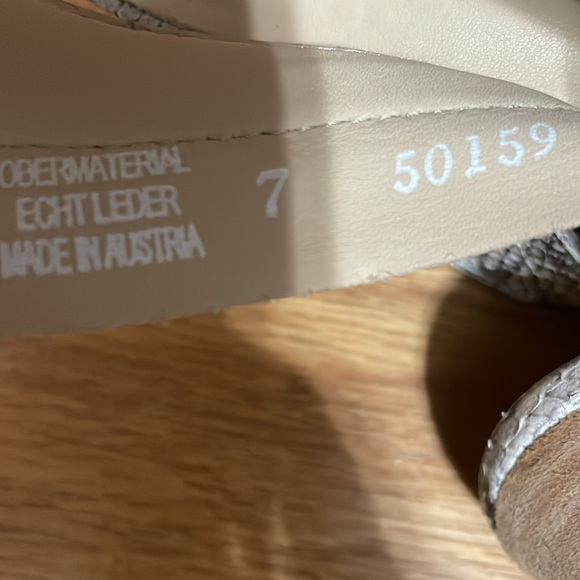 OBERMATERIAL
ECHT LEDER
MADE IN AUSTRIA
7
50159